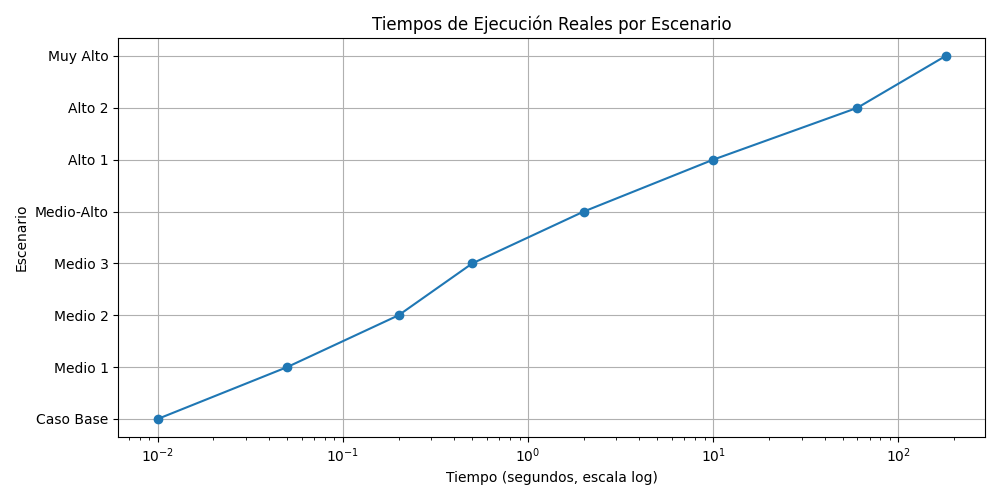 Tiempos de Ejecución Reales por Escenario
Muy Alto
Alto 2
Alto 1
Medio-Alto
Medio 3
Medio 2
Medio 1
Caso Base
Escenario
10⁻²
10⁻¹
10⁰
10¹
10²
Tiempo (segundos, escala log)